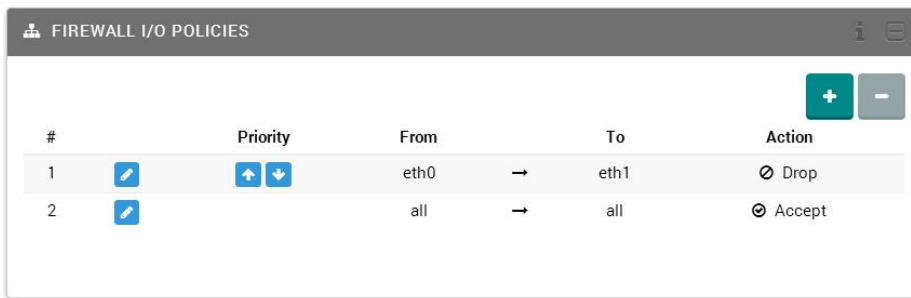 FIREWALL I/O POLICIES
# Priority From To Action
1 eth0 → eth1 Drop
2 all → all Accept